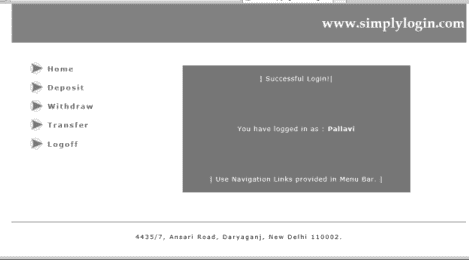 www.simplylogin.com
Home
Deposit
Withdraw
Transfer
Logoff
[ Successful Login!]
You have logged in as : Pallavi
[ Use Navigation Links provided in Menu Bar. ]
4435/7, Ansari Road, Daryaganj, New Delhi 110002.